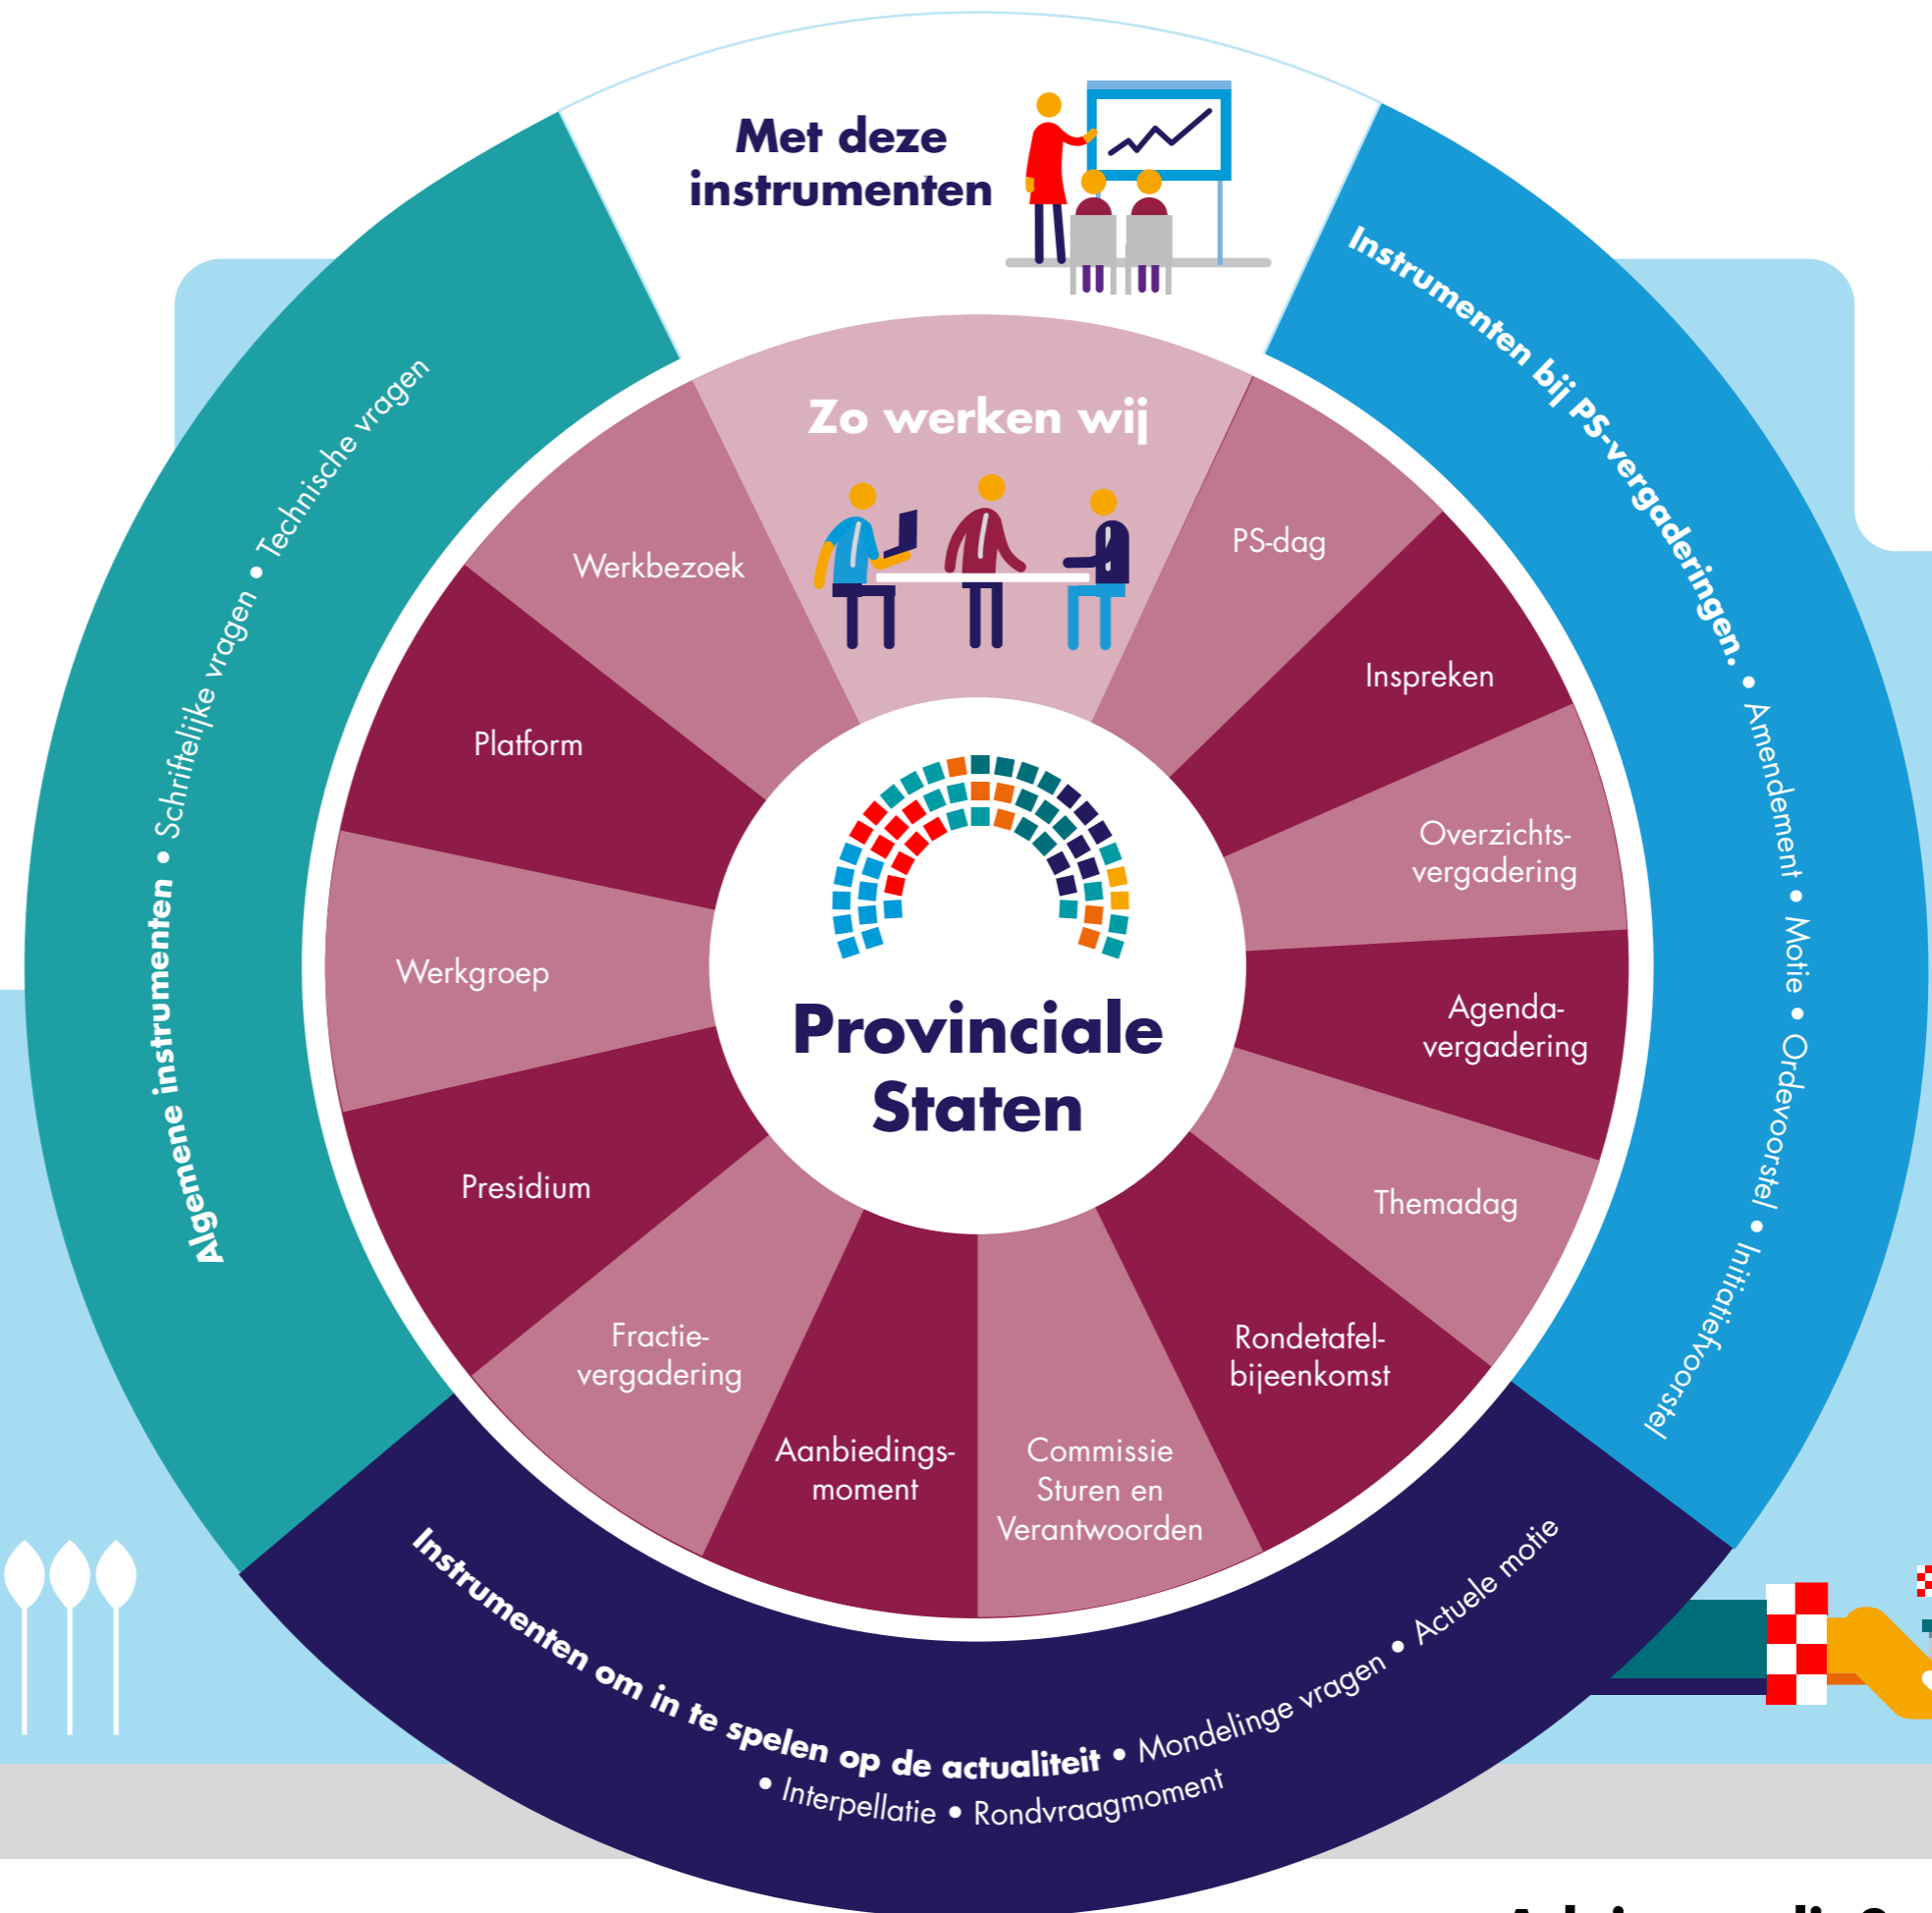 Met deze
instrumenten
Zo werken wij
PS-dag
Inspreken
Overzichts-
vergadering
Agenda-
vergadering
Themadag
Rondetafel-
bijeenkomst
Commissie
Sturen en
Verantwoorden
Aanbiedings-
moment
Fractie-
vergadering
Presidium
Werkgroep
Platform
Werkbezoek
Provinciale
Staten
Instrumenten bij PS-vergaderingen. • Amendement • Motie • Ordevoorstel • Initiatiefvoorstel
Instrumenten om in te spelen op de actualiteit • Mondelinge vragen • Actuele motie
• Interpellatie • Rondvraagmoment
Algemene instrumenten • Schriftelijke vragen • Technische vragen